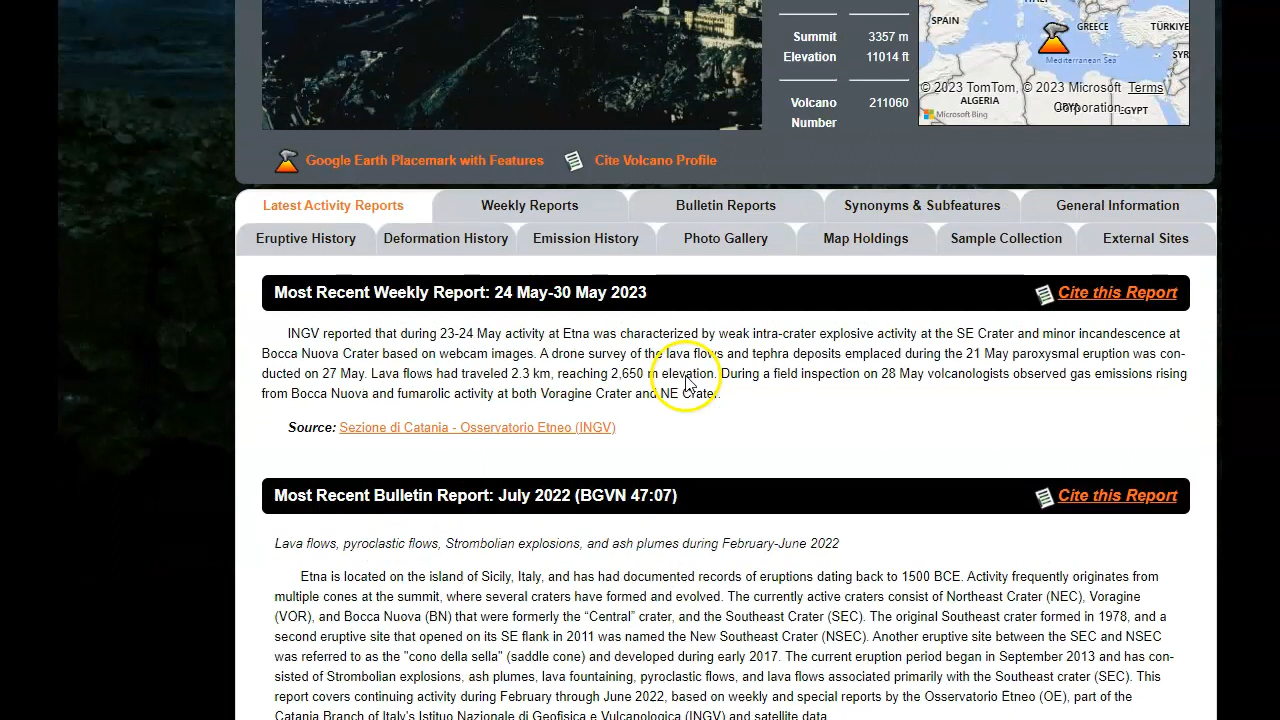 SPAIN
GREECE
TÜRKIYE
SYR
Summit
Elevation
3357 m
11014 ft
Mediterranean Sea
© 2023 TomTom, © 2023 Microsoft Corporation
Terms
ALGERIA
EGYPT
Microsoft Bing
Volcano
Number
211060
Google Earth Placemark with Features
Cite Volcano Profile
Latest Activity Reports
Weekly Reports
Bulletin Reports
Synonyms & Subfeatures
General Information
Eruptive History
Deformation History
Emission History
Photo Gallery
Map Holdings
Sample Collection
External Sites
Most Recent Weekly Report: 24 May-30 May 2023
Cite this Report
INGV reported that during 23-24 May activity at Etna was characterized by weak intra-crater explosive activity at the SE Crater and minor incandescence at
Bocca Nuova Crater based on webcam images. A drone survey of the lava flows and tephra deposits emplaced during the 21 May paroxysmal eruption was con-
ducted on 27 May. Lava flows had traveled 2.3 km, reaching 2,650 m elevation. During a field inspection on 28 May volcanologists observed gas emissions rising
from Bocca Nuova and fumarolic activity at both Voragine Crater and NE Crater.
Source: Sezione di Catania - Osservatorio Etneo (INGV)
Most Recent Bulletin Report: July 2022 (BGVN 47:07)
Cite this Report
Lava flows, pyroclastic flows, Strombolian explosions, and ash plumes during February-June 2022
Etna is located on the island of Sicily, Italy, and has had documented records of eruptions dating back to 1500 BCE. Activity frequently originates from
multiple cones at the summit, where several craters have formed and evolved. The currently active craters consist of Northeast Crater (NEC), Voragine
(VOR), and Bocca Nuova (BN) that were formerly the “Central” crater, and the Southeast Crater (SEC). The original Southeast crater formed in 1978, and a
second eruptive site that opened on its SE flank in 2011 was named the New Southeast Crater (NSEC). Another eruptive site between the SEC and NSEC
was referred to as the "cono della sella" (saddle cone) and developed during early 2017. The current eruption period began in September 2013 and has con-
sisted of Strombolian explosions, ash plumes, lava fountaining, pyroclastic flows, and lava flows associated primarily with the Southeast crater (SEC). This
report covers continuing activity during February through June 2022, based on weekly and special reports by the Osservatorio Etneo (OE), part of the
Catania Branch of Italy's Istituo Nazionale di Geofisica e Vulcanologica (INGV) and satellite data.